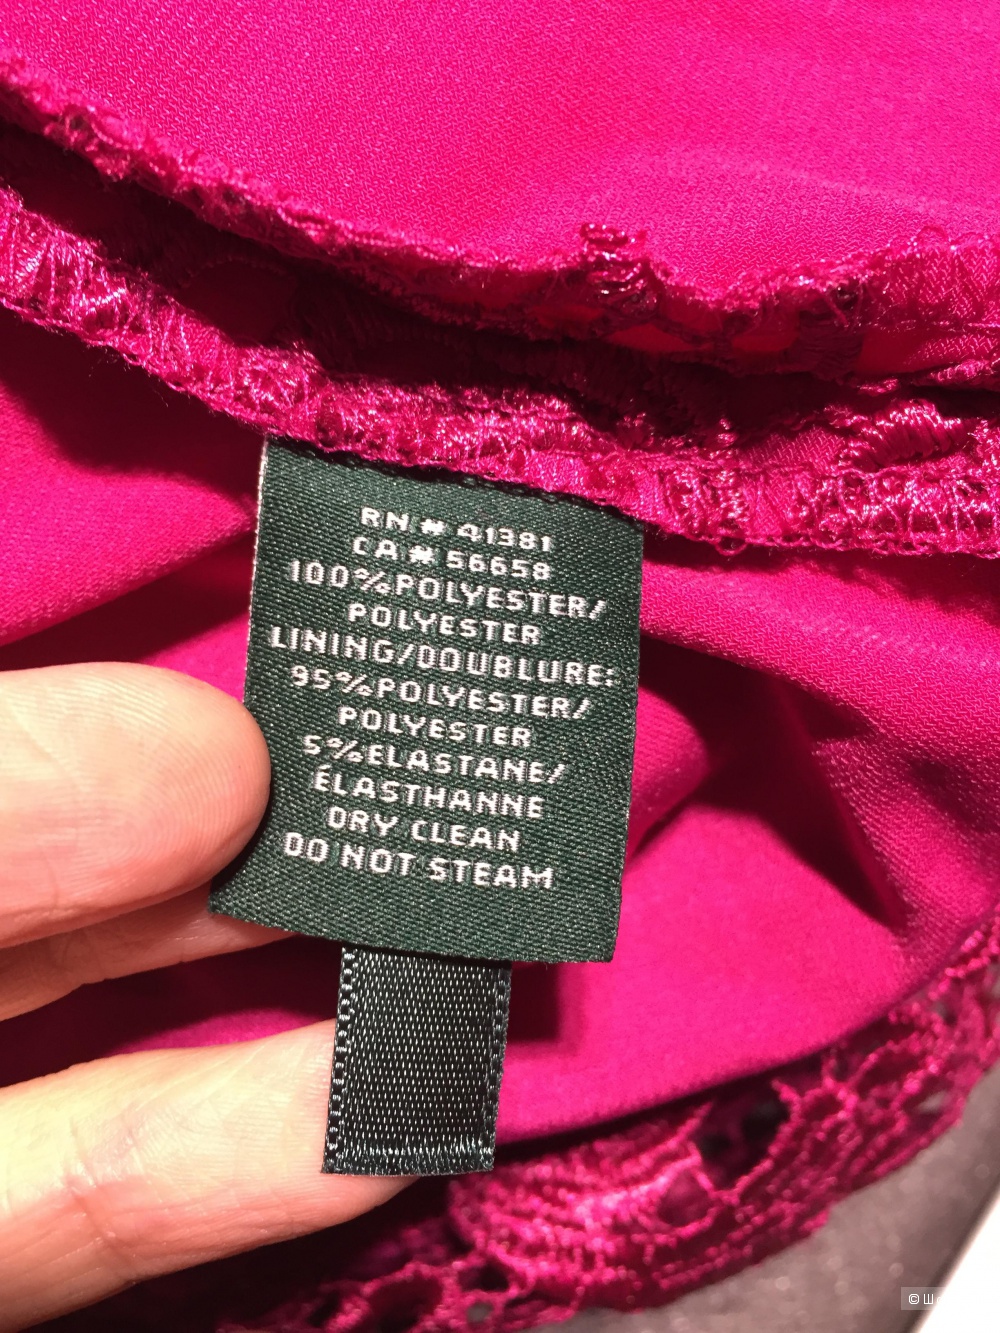 RN # 41381
CA # 56658
100%POLYESTER/
POLYESTER
LINING/DOUBLURE:
95%POLYESTER/
POLYESTER
5%ELASTANE/
ÉLASTHANNE
DRY CLEAN
DO NOT STEAM
©